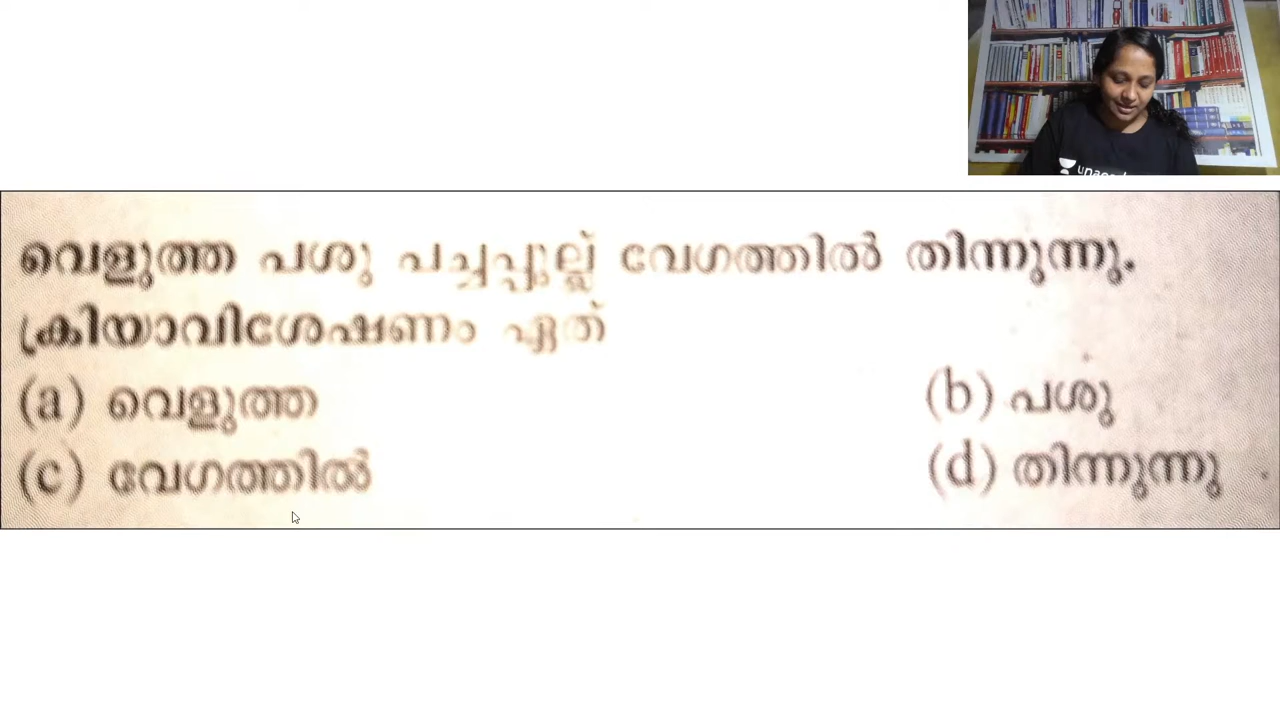 വെളുത്ത പശു പച്ചപ്പുല്ല് വേഗത്തിൽ തിന്നുന്നു.
ക്രിയാവിശേഷണം ഏത്
(a) വെളുത്ത (b) പശു
(c) വേഗത്തിൽ (d) തിന്നുന്നു